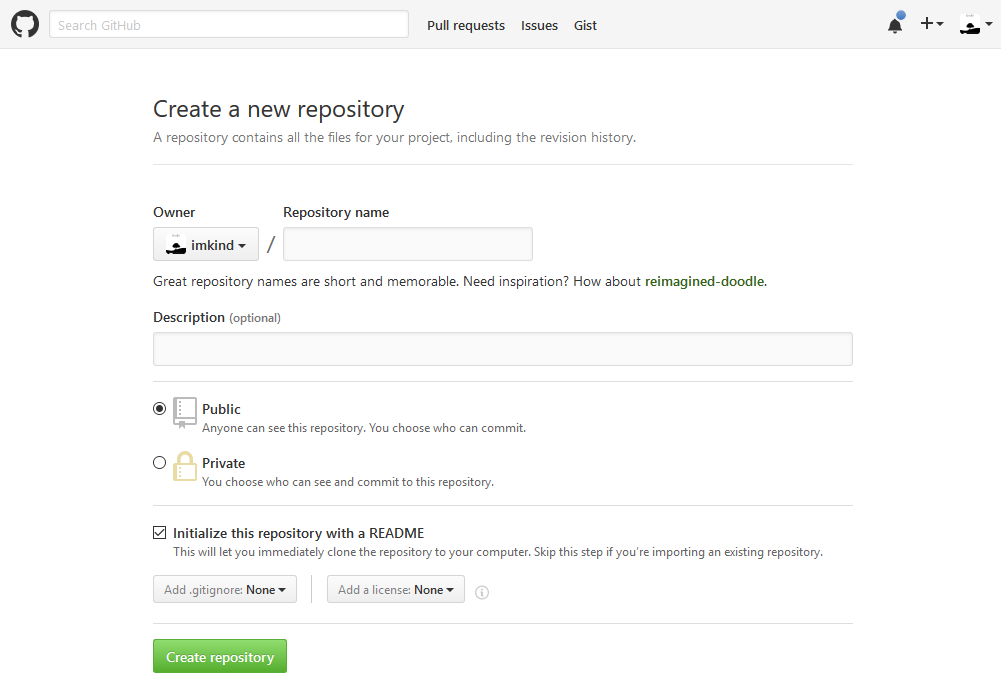 Search GitHub
Pull requests
Issues
Gist
Create a new repository
A repository contains all the files for your project, including the revision history.
Owner
Repository name
imkind
/
Great repository names are short and memorable. Need inspiration? How about reimagined-doodle.
Description (optional)
Public
Anyone can see this repository. You choose who can commit.
Private
You choose who can see and commit to this repository.
Initialize this repository with a README
This will let you immediately clone the repository to your computer. Skip this step if you're importing an existing repository.
Add .gitignore: None
Add a license: None
Create repository